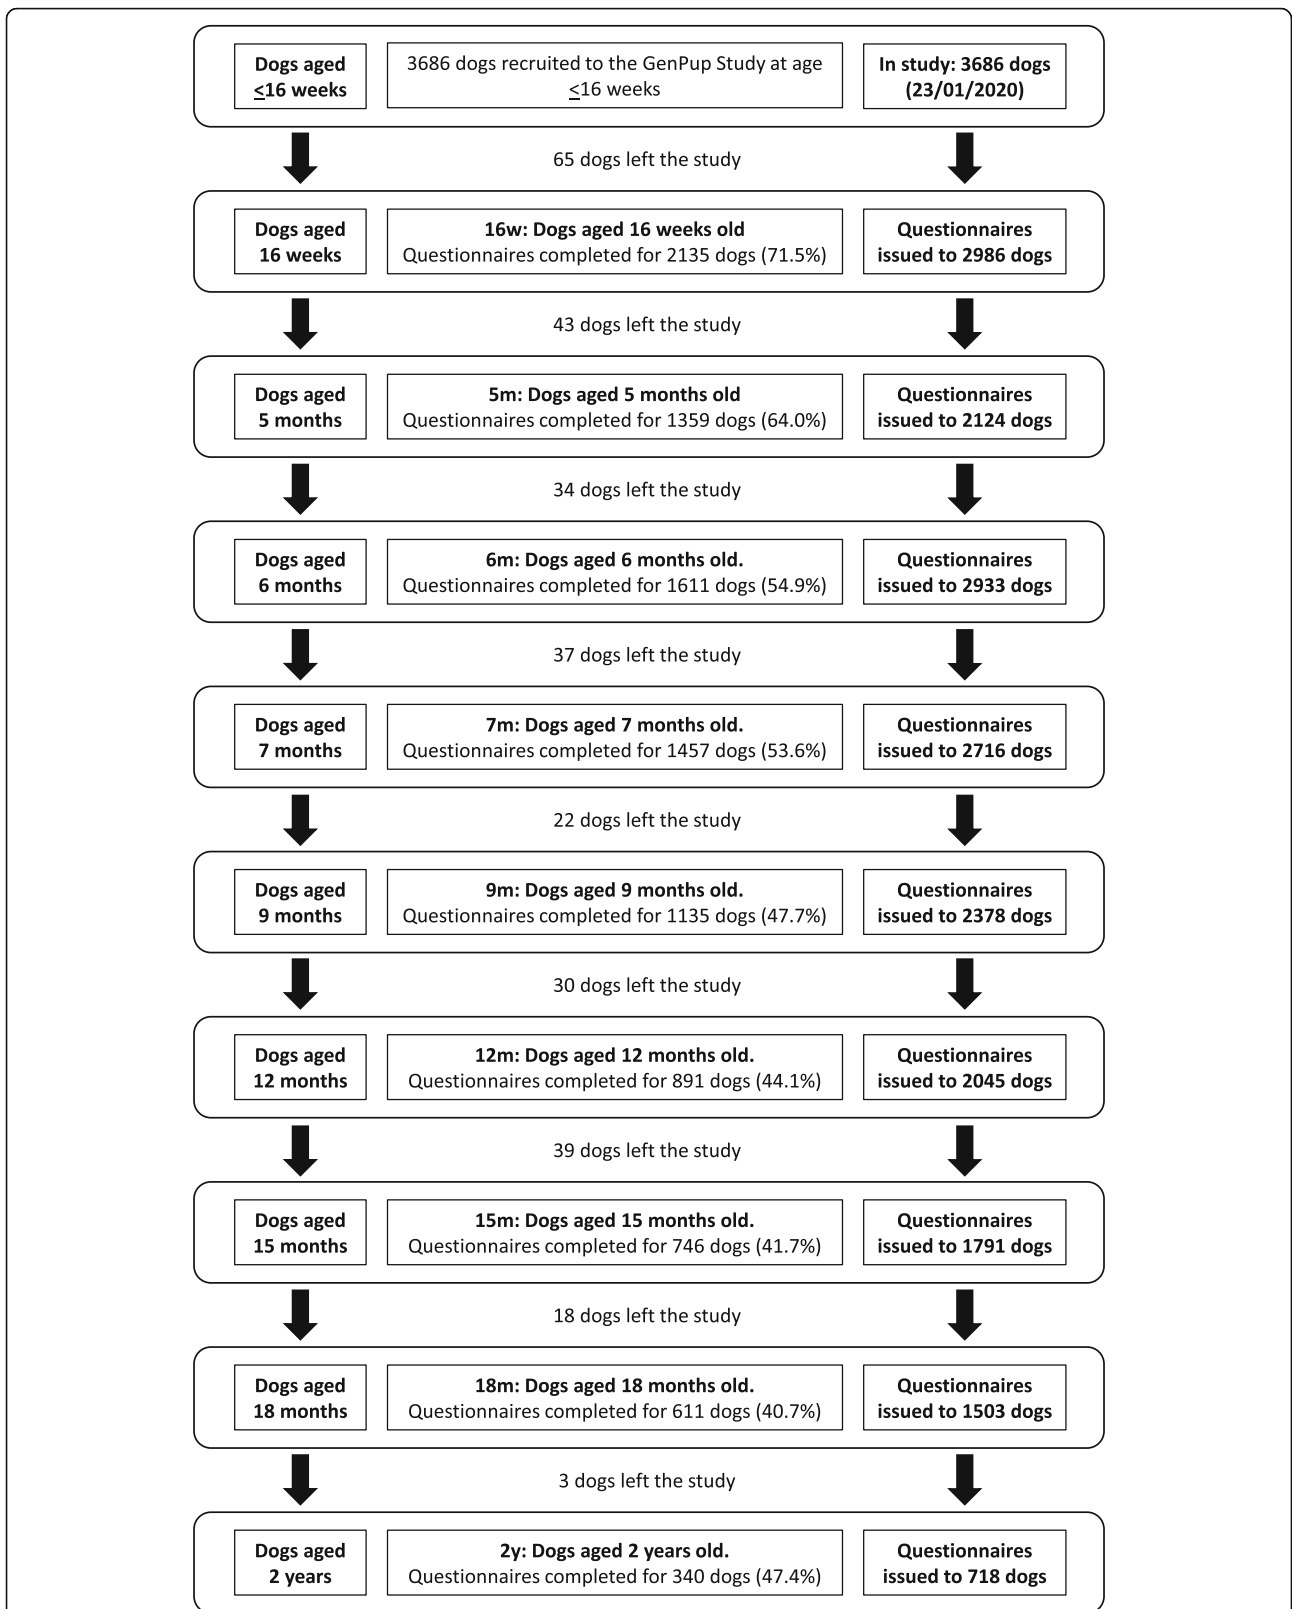 Dogs aged
≤16 weeks
3686 dogs recruited to the GenPup Study at age
≤16 weeks
In study: 3686 dogs
(23/01/2020)
65 dogs left the study
Dogs aged
16 weeks
16w: Dogs aged 16 weeks old
Questionnaires completed for 2135 dogs (71.5%)
Questionnaires
issued to 2986 dogs
43 dogs left the study
Dogs aged
5 months
5m: Dogs aged 5 months old
Questionnaires completed for 1359 dogs (64.0%)
Questionnaires
issued to 2124 dogs
34 dogs left the study
Dogs aged
6 months
6m: Dogs aged 6 months old.
Questionnaires completed for 1611 dogs (54.9%)
Questionnaires
issued to 2933 dogs
37 dogs left the study
Dogs aged
7 months
7m: Dogs aged 7 months old.
Questionnaires completed for 1457 dogs (53.6%)
Questionnaires
issued to 2716 dogs
22 dogs left the study
Dogs aged
9 months
9m: Dogs aged 9 months old.
Questionnaires completed for 1135 dogs (47.7%)
Questionnaires
issued to 2378 dogs
30 dogs left the study
Dogs aged
12 months
12m: Dogs aged 12 months old.
Questionnaires completed for 891 dogs (44.1%)
Questionnaires
issued to 2045 dogs
39 dogs left the study
Dogs aged
15 months
15m: Dogs aged 15 months old.
Questionnaires completed for 746 dogs (41.7%)
Questionnaires
issued to 1791 dogs
18 dogs left the study
Dogs aged
18 months
18m: Dogs aged 18 months old.
Questionnaires completed for 611 dogs (40.7%)
Questionnaires
issued to 1503 dogs
3 dogs left the study
Dogs aged
2 years
2y: Dogs aged 2 years old.
Questionnaires completed for 340 dogs (47.4%)
Questionnaires
issued to 718 dogs